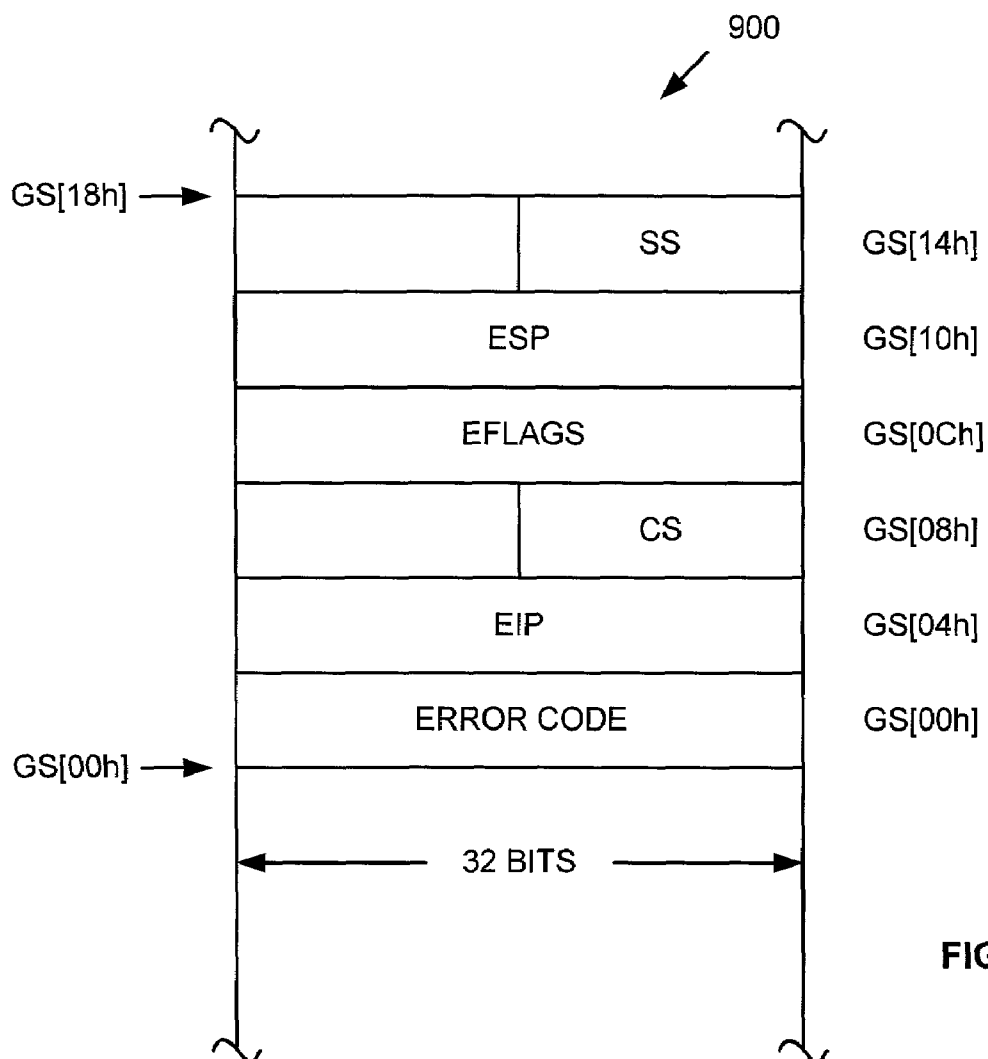 900
GS[18h]
SS GS[14h]
ESP GS[10h]
EFLAGS GS[0Ch]
CS GS[08h]
EIP GS[04h]
ERROR CODE GS[00h]
GS[00h]
32 BITS
FIG